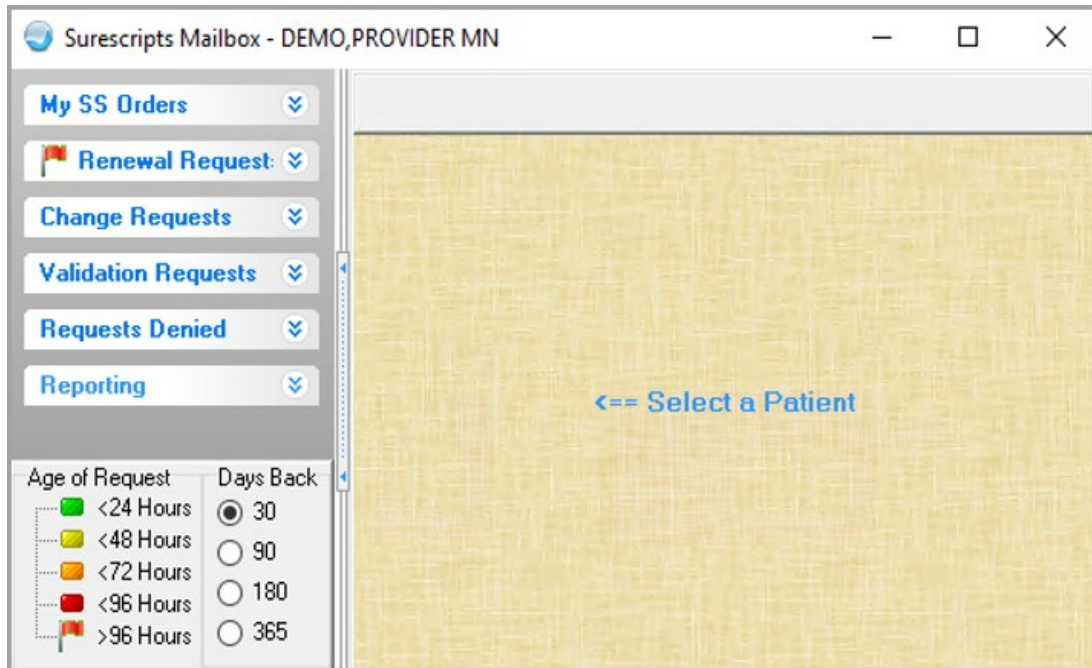 Surescripts Mailbox - DEMO,PROVIDER MN
My SS Orders
Renewal Request:
Change Requests
Validation Requests
Requests Denied
Reporting
<== Select a Patient
Age of Request
<24 Hours
<48 Hours
<72 Hours
<96 Hours
>96 Hours
Days Back
30
90
180
365